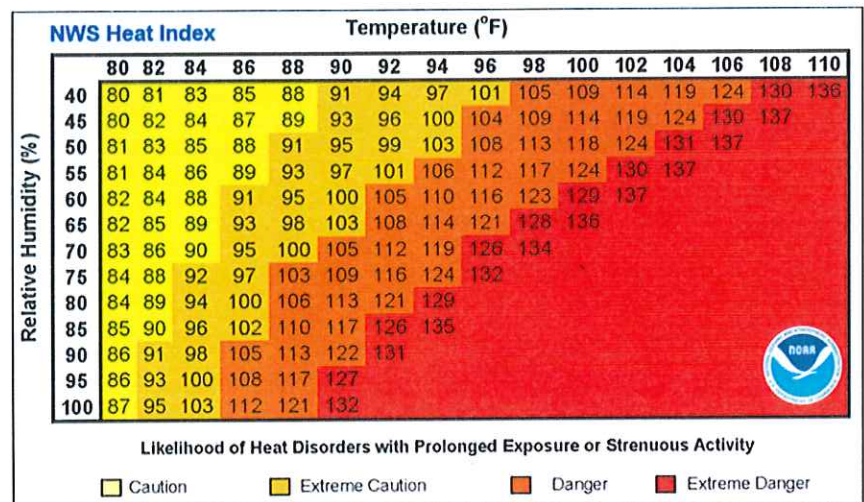 NWS Heat Index Temperature (°F)
80 82 84 86 88 90 92 94 96 98 100 102 104 106 108 110
Relative Humidity (%)
40 80 81 83 85 88 91 94 97 101 105 109 114 119 124 130 136
45 80 82 84 87 89 93 96 100 104 109 114 119 124 130 137
50 81 83 85 88 91 95 99 103 108 113 118 124 131 137
55 81 84 86 89 93 97 101 106 112 117 124 130 137
60 82 84 88 91 95 100 105 110 116 123 129 137
65 82 85 89 93 98 103 108 114 121 128 136
70 83 86 90 95 100 105 112 119 126 134
75 84 88 92 97 103 109 116 124 132
80 84 89 94 100 106 113 121 129
85 85 90 96 102 110 117 126 135
90 86 91 98 105 113 122 131
95 86 93 100 108 117 127
100 87 95 103 112 121 132
NOAA
Likelihood of Heat Disorders with Prolonged Exposure or Strenuous Activity
Caution Extreme Caution Danger Extreme Danger